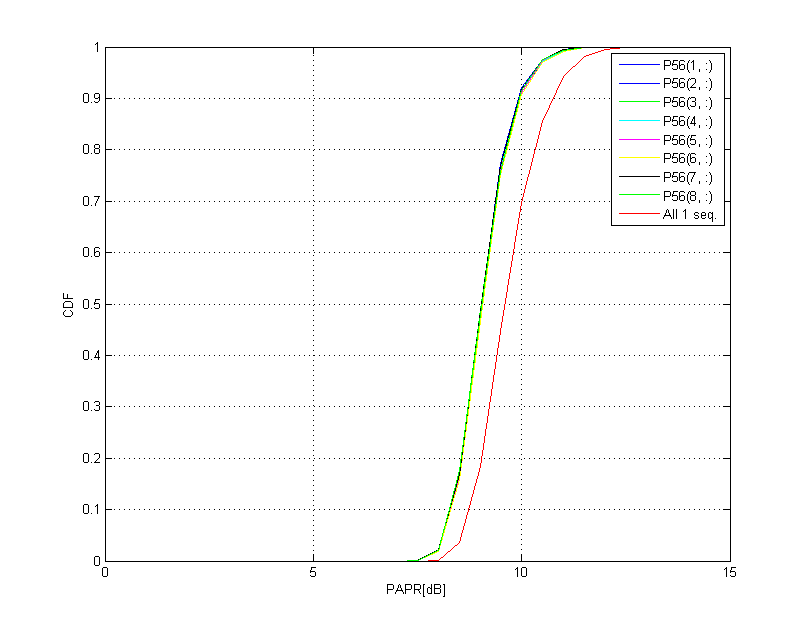 1
0.9
0.8
0.7
0.6
0.5
0.4
0.3
0.2
0.1
0
CDF
0 5 10 15
PAPR[dB]
P56(1, :)
P56(2, :)
P56(3, :)
P56(4, :)
P56(5, :)
P56(6, :)
P56(7, :)
P56(8, :)
All 1 seq.